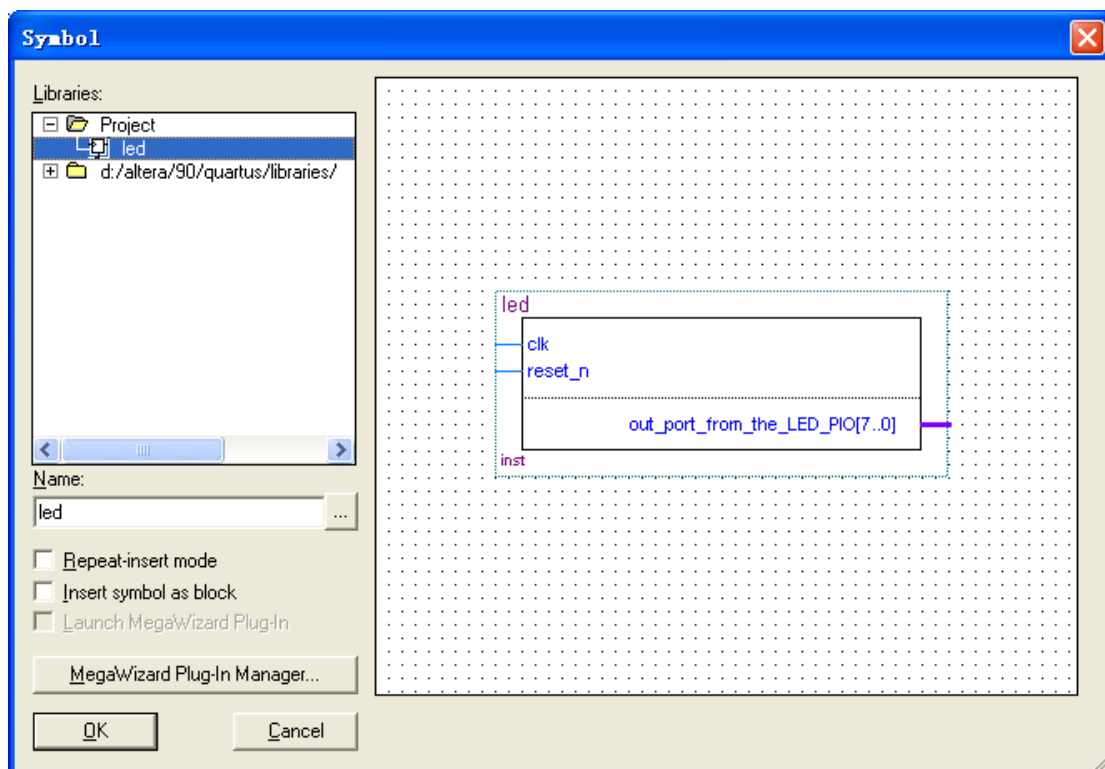 Symbol
Libraries:
Project
led
d:/altera/90/quartus/libraries/
Name:
led
...
Repeat-insert mode
Insert symbol as block
Launch MegaWizard Plug-In
MegaWizard Plug-In Manager...
OK
Cancel
led
clk
reset_n
out_port_from_the_LED_PIO[7..0]
inst